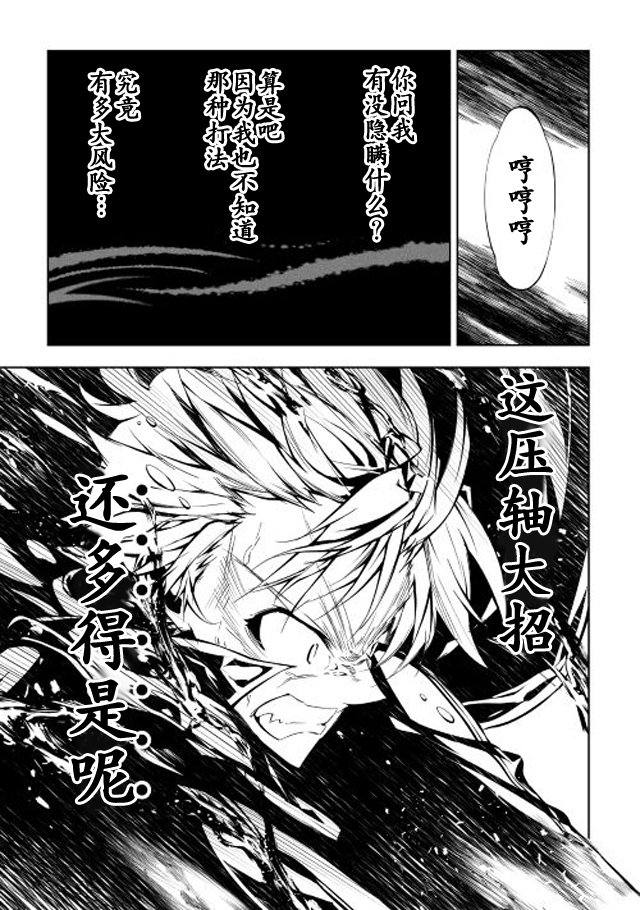 哼哼哼
你问我
有没隐瞒什么？
算是吧
因为我也不知道
那种打法
究竟
有多大风险…
这压轴大招
还多得是呢